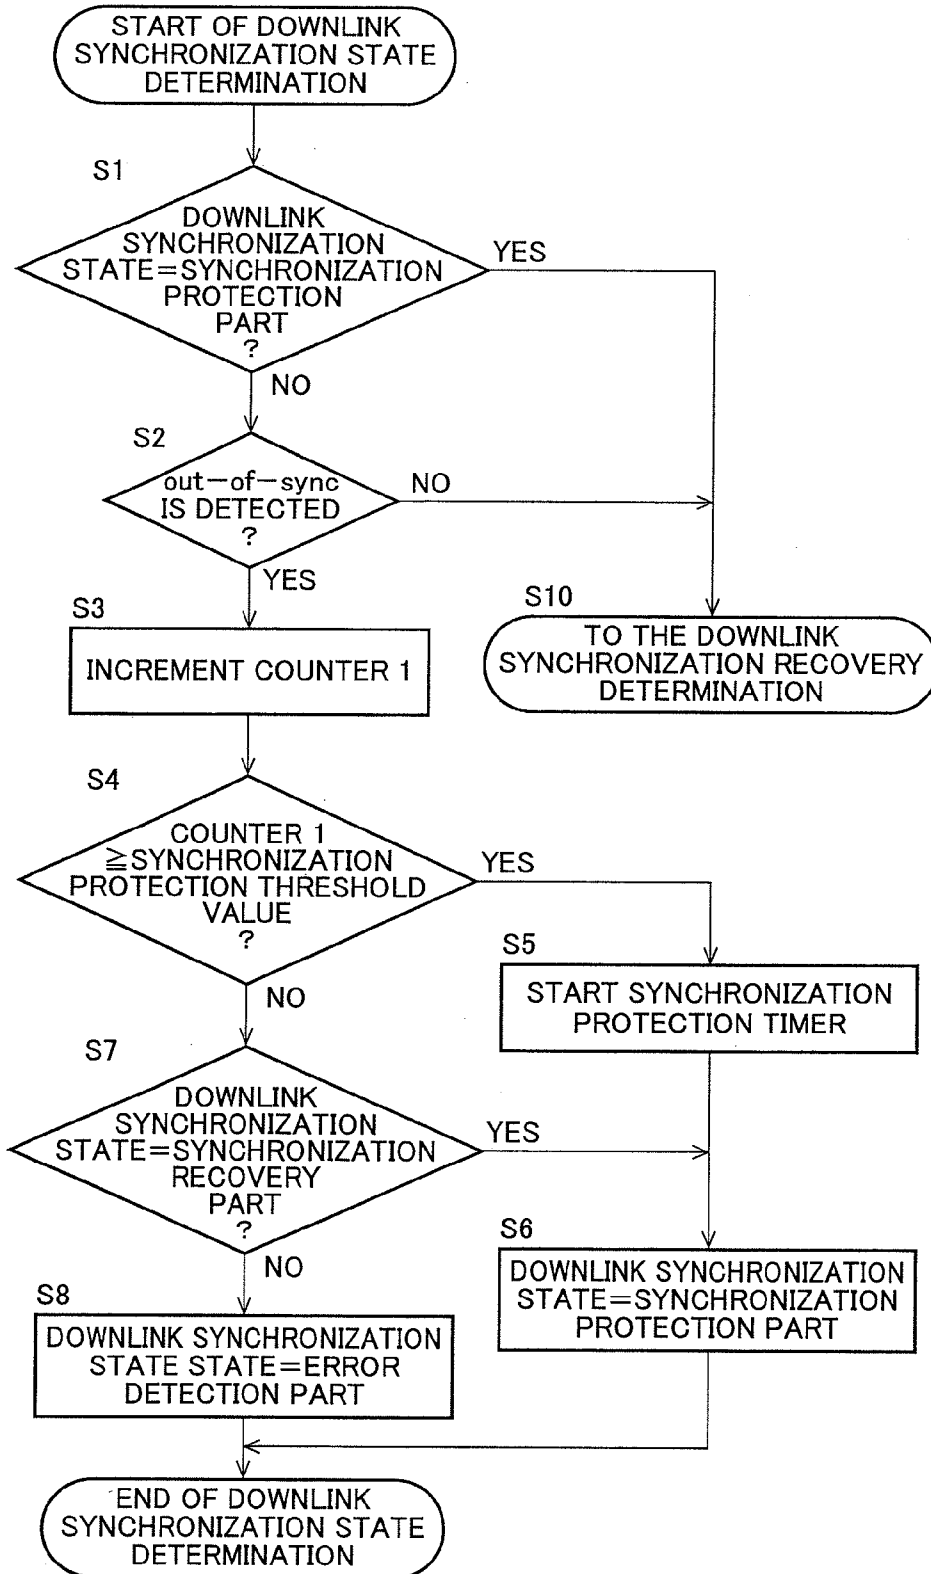 START OF DOWNLINK
SYNCHRONIZATION STATE
DETERMINATION
S1
DOWNLINK
SYNCHRONIZATION
STATE=SYNCHRONIZATION
PROTECTION
PART
?
YES
NO
S2
out-of-sync
IS DETECTED
?
NO
YES
S3
INCREMENT COUNTER 1
S10
TO THE DOWNLINK
SYNCHRONIZATION RECOVERY
DETERMINATION
S4
COUNTER 1
≧SYNCHRONIZATION
PROTECTION THRESHOLD
VALUE
?
YES
NO
S5
START SYNCHRONIZATION
PROTECTION TIMER
S7
DOWNLINK
SYNCHRONIZATION
STATE=SYNCHRONIZATION
RECOVERY
PART
?
YES
NO
S6
DOWNLINK SYNCHRONIZATION
STATE=SYNCHRONIZATION
PROTECTION PART
S8
DOWNLINK SYNCHRONIZATION
STATE STATE=ERROR
DETECTION PART
END OF DOWNLINK
SYNCHRONIZATION STATE
DETERMINATION